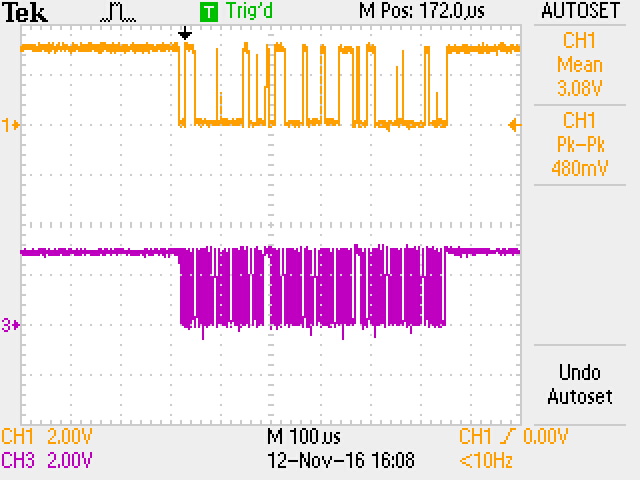 Tek T Trig'd M Pos: 172.0µs AUTOSET
CH1
Mean
3.08V
1
CH1
Pk-Pk
480mV
3
Undo
Autoset
CH1 2.00V M 100µs CH1 0.00V
CH3 2.00V 12-Nov-16 16:08 <10Hz